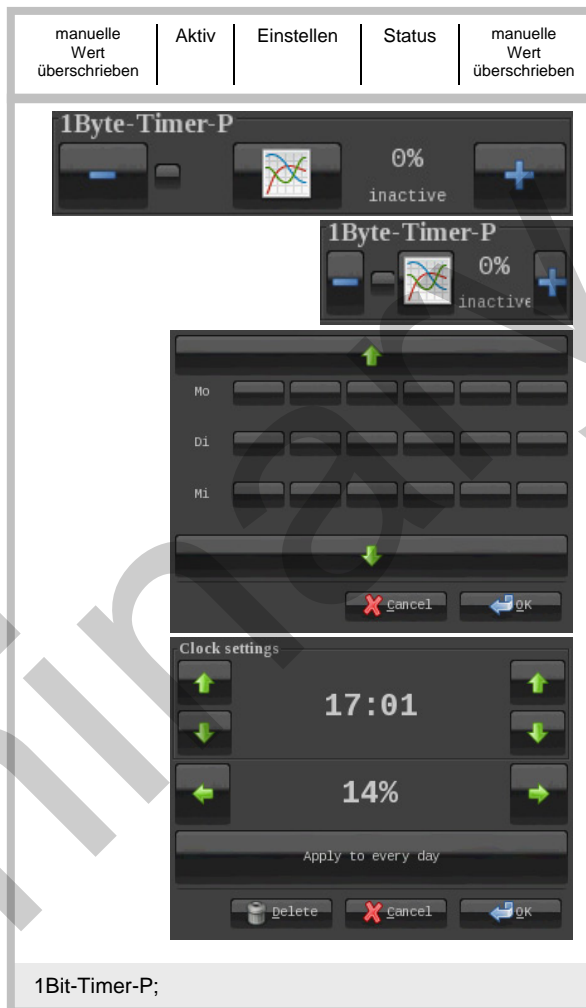 manuelle Wert überschrieben
Aktiv
Einstellen
Status
manuelle Wert überschrieben
1Byte-Timer-P
0%
inactive
1Byte-Timer-P
0%
inactive
Mo
Di
Mi
Cancel
OK
Clock settings
17:01
14%
Apply to every day
Delete
Cancel
OK
1Bit-Timer-P;